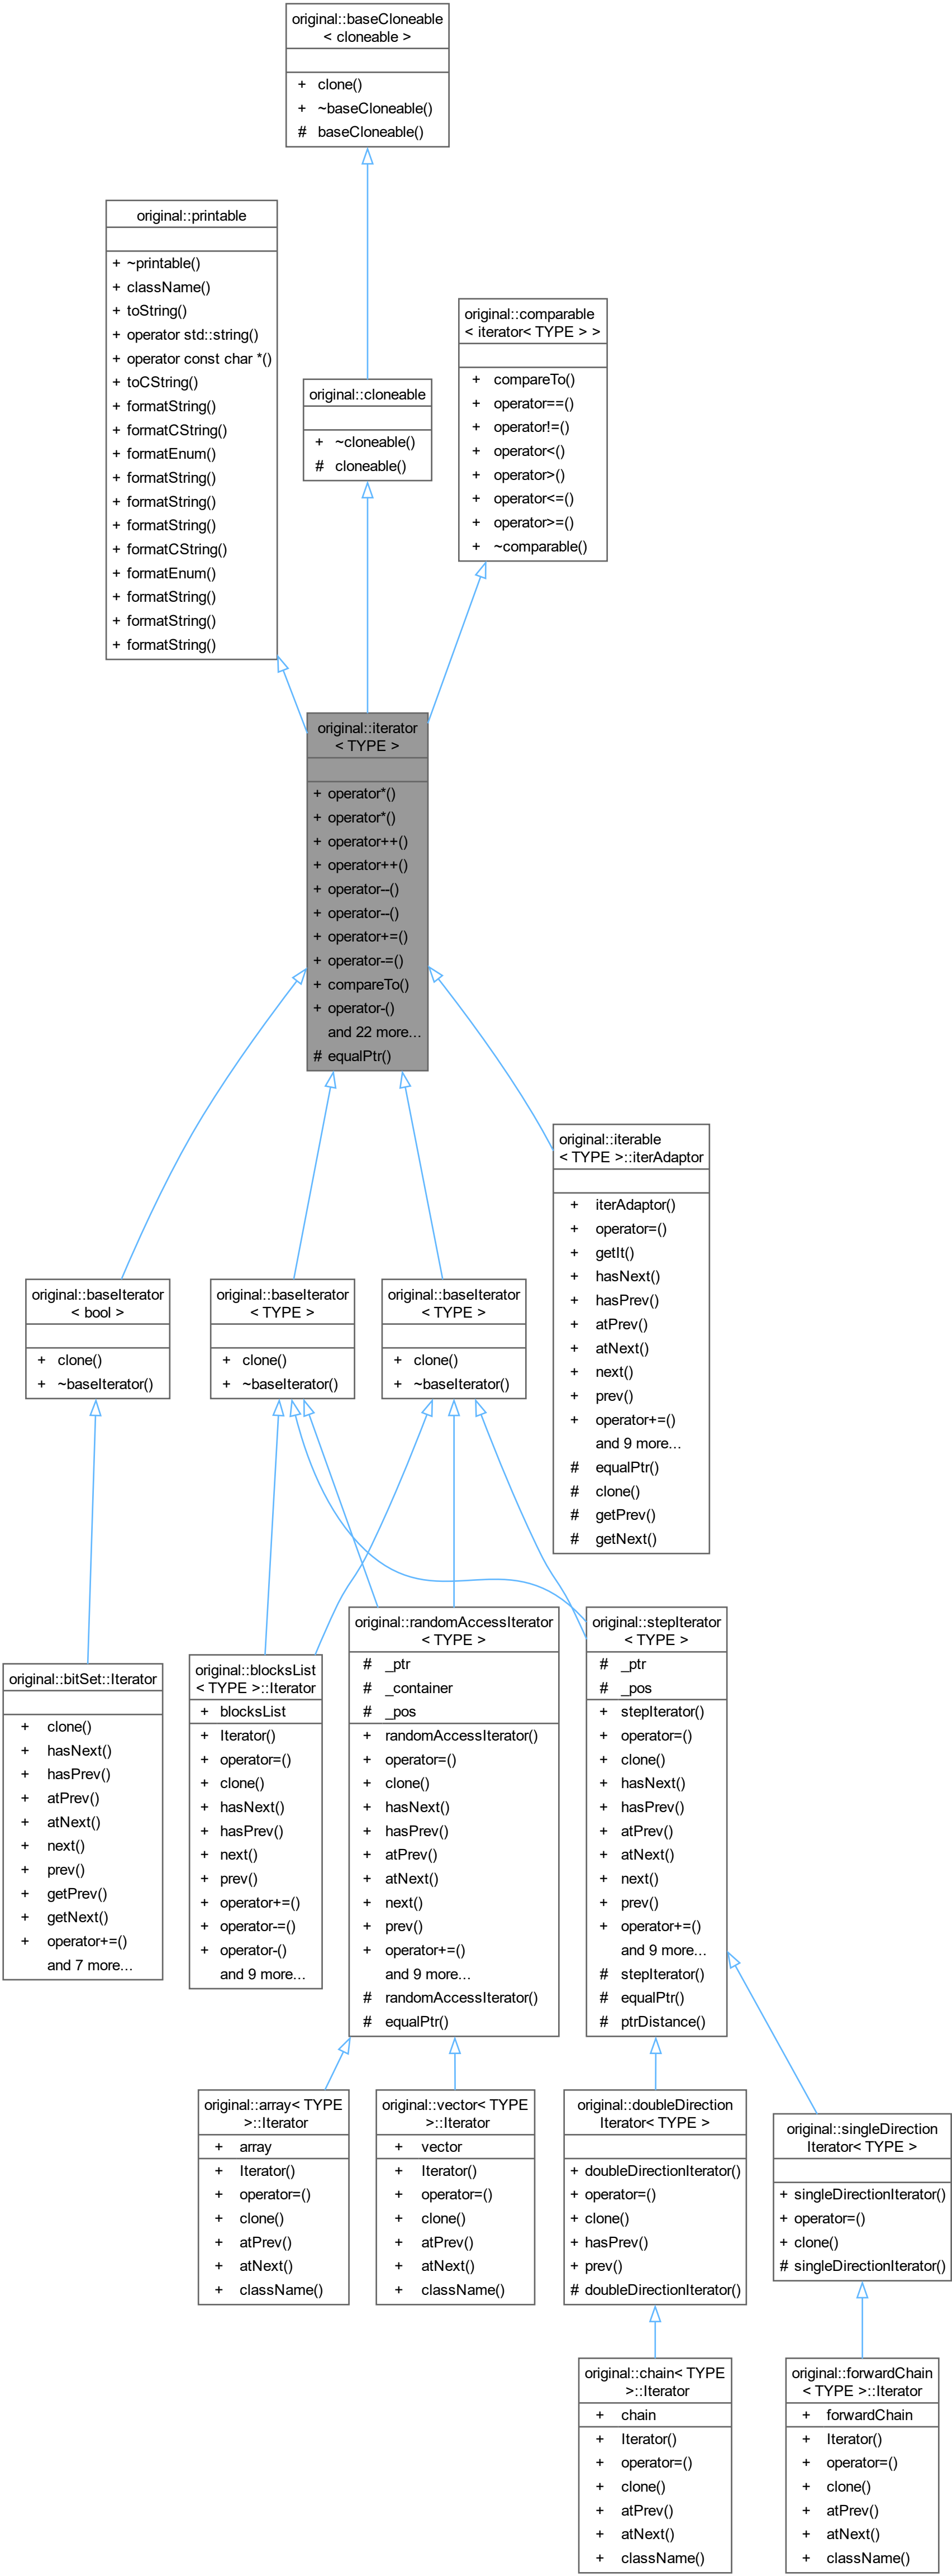 original::baseCloneable
< cloneable >
+ clone()
+ ~baseCloneable()
# baseCloneable()
original::printable
+ ~printable()
+ className()
+ toString()
+ operator std::string()
+ operator const char *()
+ toCString()
+ formatString()
+ formatCString()
+ formatEnum()
+ formatString()
+ formatString()
+ formatString()
+ formatCString()
+ formatEnum()
+ formatString()
+ formatString()
+ formatString()
original::cloneable
+ ~cloneable()
# cloneable()
original::comparable
< iterator< TYPE > >
+ compareTo()
+ operator==()
+ operator!=()
+ operator<()
+ operator>()
+ operator<=()
+ operator>=()
+ ~comparable()
original::iterator
< TYPE >
+ operator*()
+ operator*()
+ operator++()
+ operator++()
+ operator--()
+ operator--()
+ operator+=()
+ operator-=()
+ compareTo()
+ operator-()
and 22 more...
# equalPtr()
original::iterable
< TYPE >::iterAdaptor
+ iterAdaptor()
+ operator=()
+ getIt()
+ hasNext()
+ hasPrev()
+ atPrev()
+ atNext()
+ next()
+ prev()
+ operator+=()
and 9 more...
# equalPtr()
# clone()
# getPrev()
# getNext()
original::baseIterator
< bool >
+ clone()
+ ~baseIterator()
original::baseIterator
< TYPE >
+ clone()
+ ~baseIterator()
original::baseIterator
< TYPE >
+ clone()
+ ~baseIterator()
original::bitSet::Iterator
+ clone()
+ hasNext()
+ hasPrev()
+ atPrev()
+ atNext()
+ next()
+ prev()
+ getPrev()
+ getNext()
+ operator+=()
and 7 more...
original::blocksList
< TYPE >::Iterator
+ blocksList
+ Iterator()
+ operator=()
+ clone()
+ hasNext()
+ hasPrev()
+ next()
+ prev()
+ operator+=()
+ operator-=()
+ operator-()
and 9 more...
original::randomAccessIterator
< TYPE >
# _ptr
# _container
# _pos
+ randomAccessIterator()
+ operator=()
+ clone()
+ hasNext()
+ hasPrev()
+ atPrev()
+ atNext()
+ next()
+ prev()
+ operator+=()
and 9 more...
# randomAccessIterator()
# equalPtr()
original::stepIterator
< TYPE >
# _ptr
# _pos
+ stepIterator()
+ operator=()
+ clone()
+ hasNext()
+ hasPrev()
+ atPrev()
+ atNext()
+ next()
+ prev()
+ operator+=()
and 9 more...
# stepIterator()
# equalPtr()
# ptrDistance()
original::array< TYPE
>::Iterator
+ array
+ Iterator()
+ operator=()
+ clone()
+ atPrev()
+ atNext()
+ className()
original::vector< TYPE
>::Iterator
+ vector
+ Iterator()
+ operator=()
+ clone()
+ atPrev()
+ atNext()
+ className()
original::doubleDirection
Iterator< TYPE >
+ doubleDirectionIterator()
+ operator=()
+ clone()
+ hasPrev()
+ prev()
# doubleDirectionIterator()
original::singleDirection
Iterator< TYPE >
+ singleDirectionIterator()
+ operator=()
+ clone()
# singleDirectionIterator()
original::chain< TYPE
>::Iterator
+ chain
+ Iterator()
+ operator=()
+ clone()
+ atPrev()
+ atNext()
+ className()
original::forwardChain
< TYPE >::Iterator
+ forwardChain
+ Iterator()
+ operator=()
+ clone()
+ atPrev()
+ atNext()
+ className()